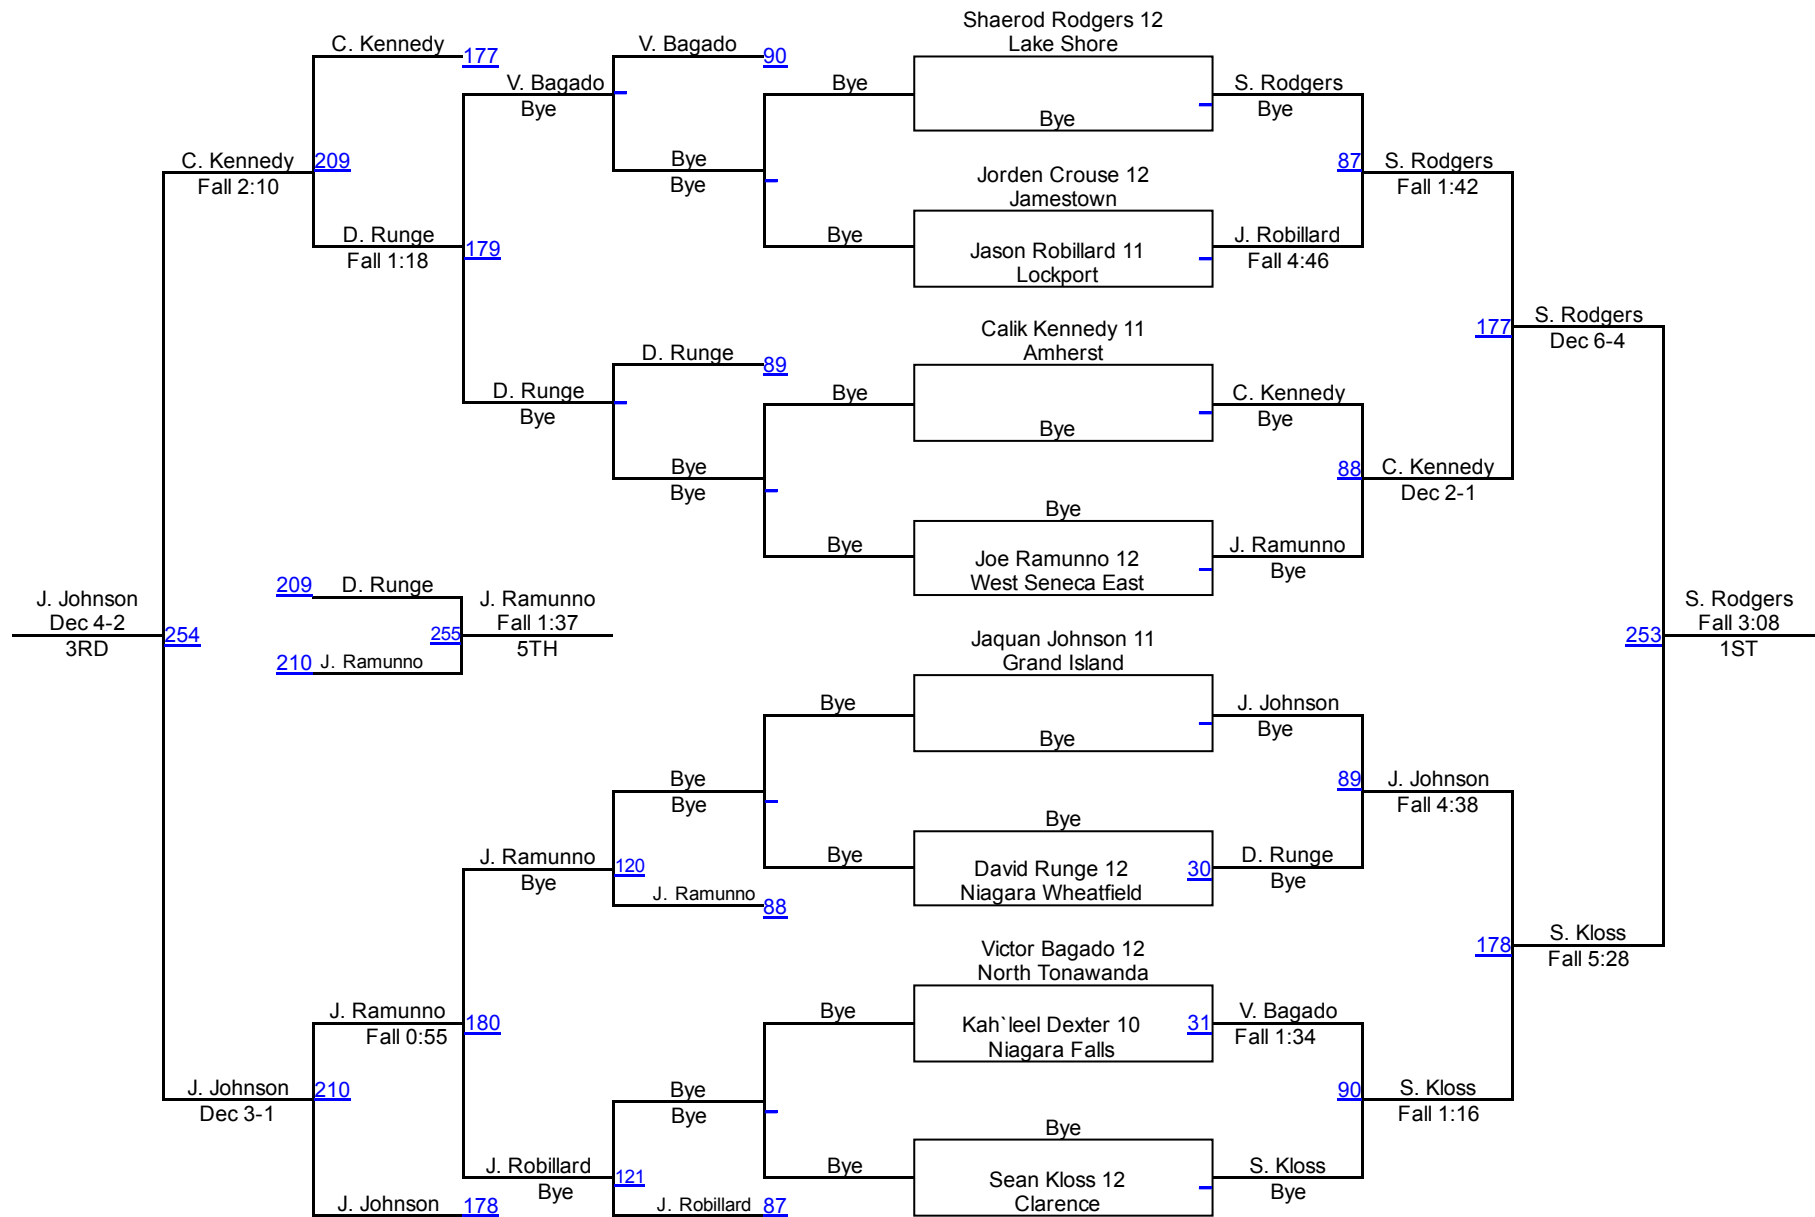 C. Kennedy
177
V. Bagado
90
Shaerod Rodgers 12
Lake Shore
V. Bagado
Bye
Bye
Bye
S. Rodgers
Bye
C. Kennedy
209
Fall 2:10
Bye
Bye
Jorden Crouse 12
Jamestown
87
S. Rodgers
Fall 1:42
D. Runge
Fall 1:18
179
Bye
Jason Robillard 11
Lockport
J. Robillard
Fall 4:46
D. Runge
89
Calik Kennedy 11
Amherst
177
S. Rodgers
Dec 6-4
D. Runge
Bye
Bye
Bye
C. Kennedy
Bye
Bye
Bye
88
C. Kennedy
Dec 2-1
Bye
Bye
Joe Ramunno 12
West Seneca East
J. Ramunno
Bye
J. Johnson
Dec 4-2
3RD
254
209
D. Runge
210
J. Ramunno
255
J. Ramunno
Fall 1:37
5TH
253
S. Rodgers
Fall 3:08
1ST
Jaquan Johnson 11
Grand Island
Bye
Bye
J. Johnson
Bye
Bye
Bye
89
J. Johnson
Fall 4:38
J. Ramunno
Bye
120
J. Ramunno
88
Bye
Bye
David Runge 12
Niagara Wheatfield
30
D. Runge
Bye
Victor Bagado 12
North Tonawanda
178
S. Kloss
Fall 5:28
J. Ramunno
Fall 0:55
180
Bye
Kah`leel Dexter 10
Niagara Falls
31
V. Bagado
Fall 1:34
J. Johnson
Dec 3-1
210
Bye
Bye
90
S. Kloss
Fall 1:16
J. Robillard
Bye
121
Bye
Bye
Sean Kloss 12
Clarence
S. Kloss
Bye
J. Johnson
178
J. Robillard
87